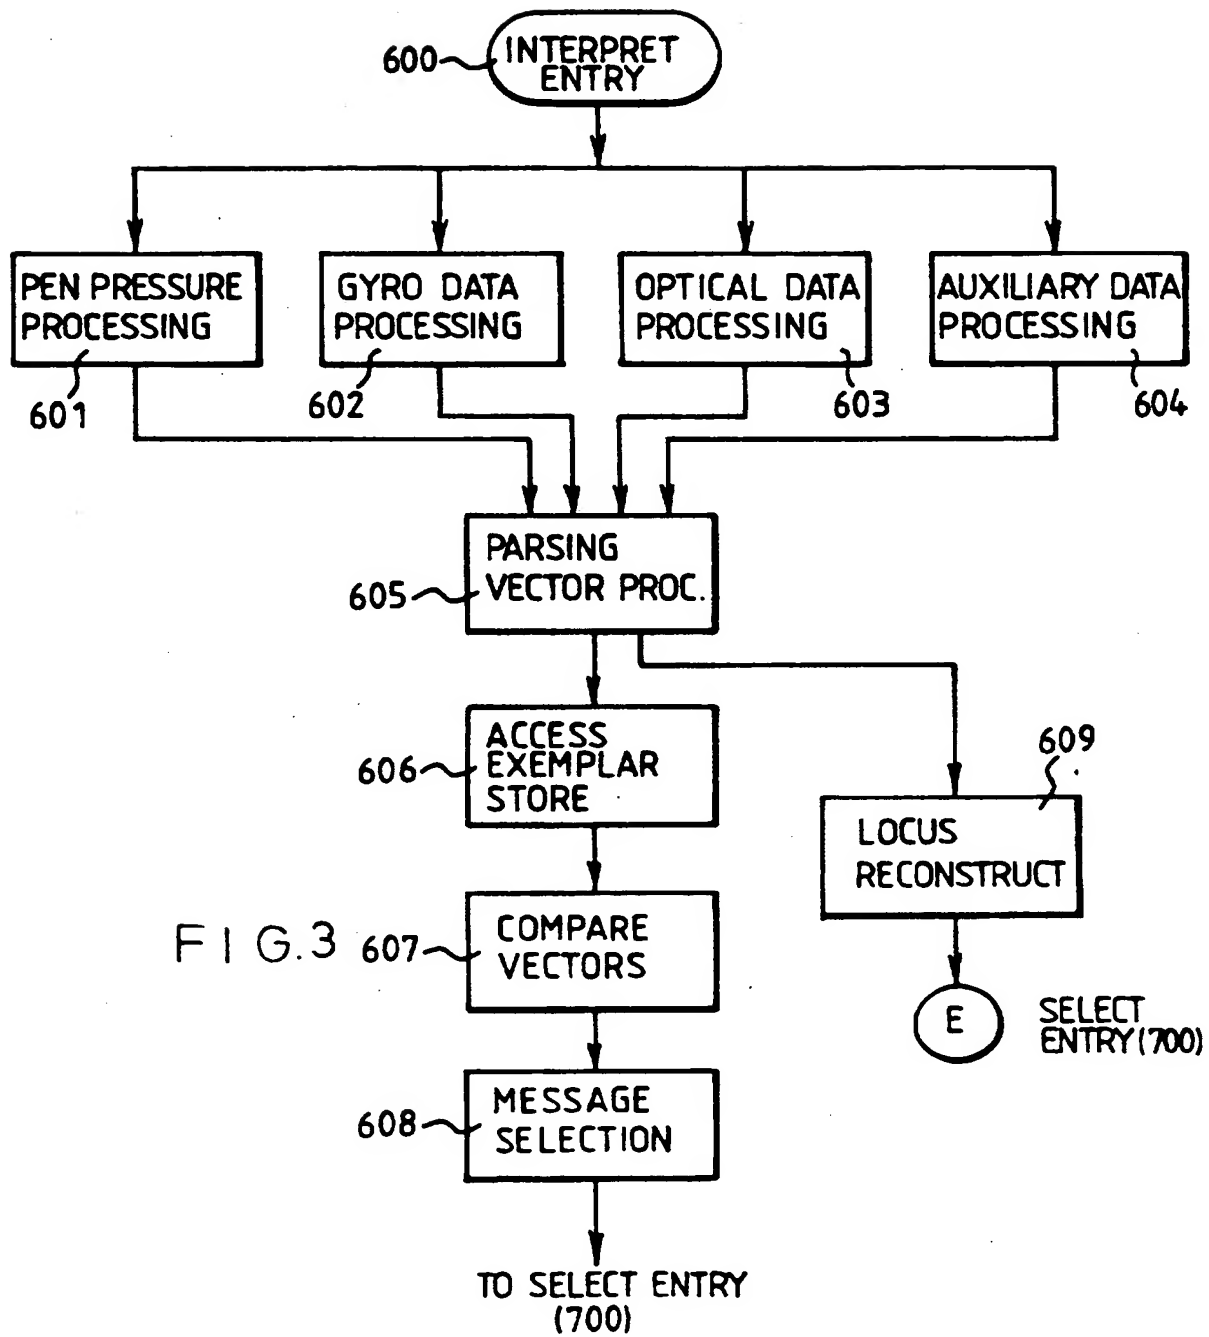 600
INTERPRET
ENTRY
PEN PRESSURE
PROCESSING
601
GYRO DATA
PROCESSING
602
OPTICAL DATA
PROCESSING
603
AUXILIARY DATA
PROCESSING
604
PARSING
VECTOR PROC.
605
ACCESS
EXEMPLAR
STORE
606
609
LOCUS
RECONSTRUCT
FIG.3
COMPARE
VECTORS
607
E
SELECT
ENTRY(700)
MESSAGE
SELECTION
608
TO SELECT ENTRY
(700)